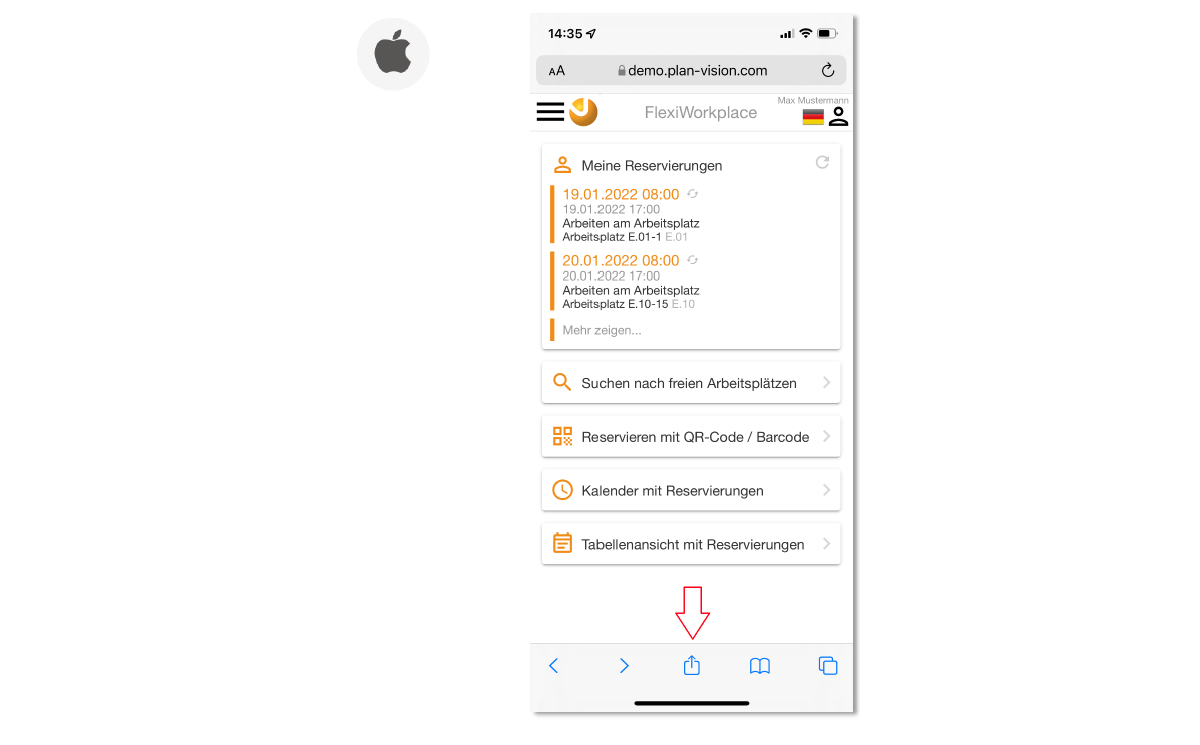 14:35
AA demo.plan-vision.com
Max Mustermann
FlexiWorkplace
Meine Reservierungen
19.01.2022 08:00
19.01.2022 17:00
Arbeiten am Arbeitsplatz
Arbeitsplatz E.01-1 E.01
20.01.2022 08:00
20.01.2022 17:00
Arbeiten am Arbeitsplatz
Arbeitsplatz E.10-15 E.10
Mehr zeigen...
Suchen nach freien Arbeitsplätzen
Reservieren mit QR-Code / Barcode
Kalender mit Reservierungen
Tabellenansicht mit Reservierungen